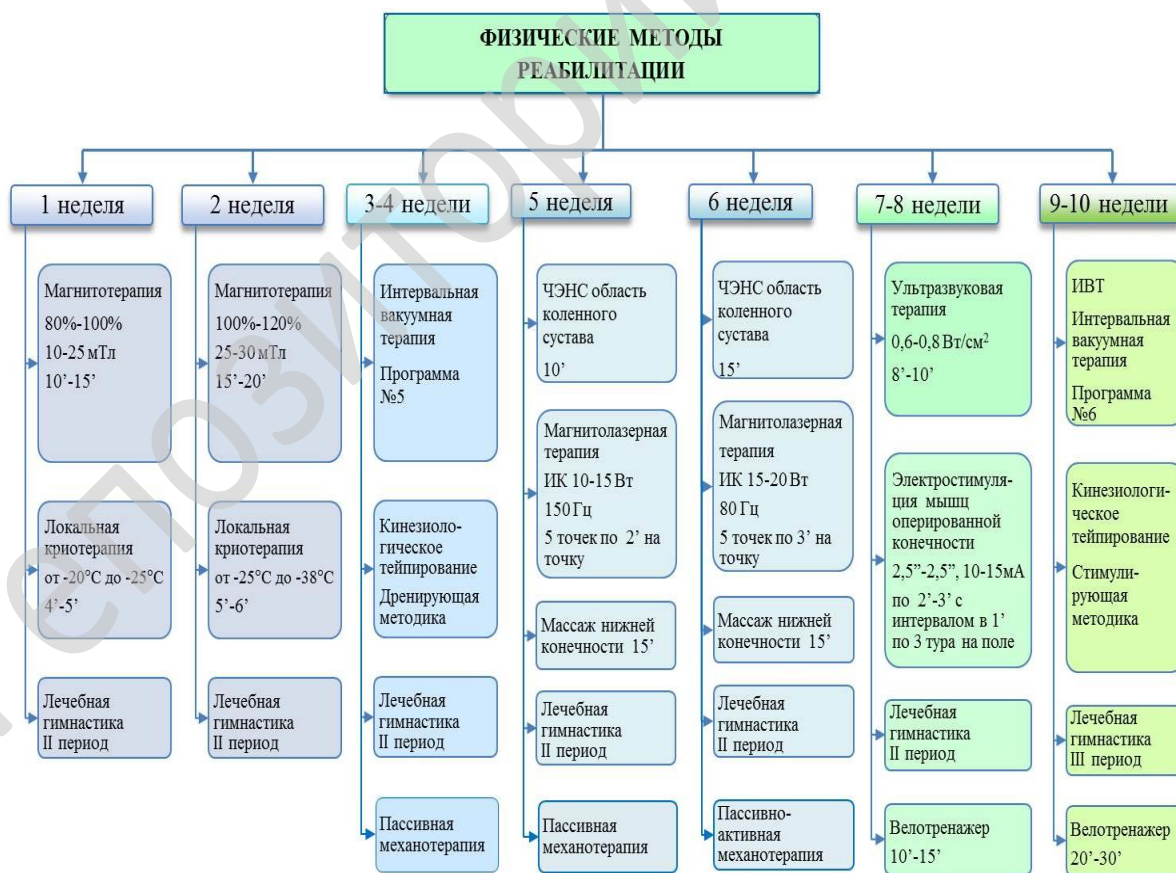 ФИЗИЧЕСКИЕ МЕТОДЫ
РЕАБИЛИТАЦИИ
1 неделя
Магнитотерапия
80%-100%
10-25 мТл
10’-15’
Локальная
криотерапия
от -20°С до -25°С
4’-5’
Лечебная
гимнастика
II период
2 неделя
Магнитотерапия
100%-120%
25-30 мТл
15’-20’
Локальная
криотерапия
от -25°С до -38°С
5’-6’
Лечебная
гимнастика
II период
3-4 недели
Интервальная
вакуумная
терапия
Программа
№5
Кинезиоло-
гическое
тейпирование
Дренирующая
методика
Лечебная
гимнастика
II период
Пассивная
механотерапия
5 неделя
ЧЭНС область
коленного
сустава
10’
Магнитолазерная
терапия
ИК 10-15 Вт
150 Гц
5 точек по 2’ на
точку
Массаж нижней
конечности 15’
Лечебная
гимнастика
II период
Пассивная
механотерапия
6 неделя
ЧЭНС область
коленного
сустава
15’
Магнитолазерная
терапия
ИК 15-20 Вт
80 Гц
5 точек по 3’ на
точку
Массаж нижней
конечности 15’
Лечебная
гимнастика
II период
Пассивно-
активная
механотерапия
7-8 недели
Ультразвуковая
терапия
0,6-0,8 Вт/см²
8’-10’
Электростимуля-
ция мышц
оперированной
конечности
2,5”-2,5”, 10-15мА
по 2’-3’ с
интервалом в 1’
по 3 тура на поле
Лечебная
гимнастика
II период
Велотренажер
10’-15’
9-10 недели
ИВТ
Интервальная
вакуумная
терапия
Программа
№6
Кинезиологи-
ческое
тейпирование
Стимули-
рующая
методика
Лечебная
гимнастика
III период
Велотренажер
20’-30’